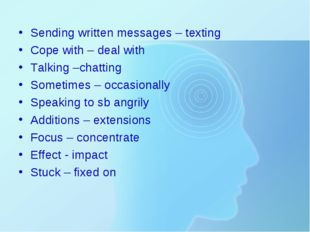 • Sending written messages – texting
• Cope with – deal with
• Talking –chatting
• Sometimes – occasionally
• Speaking to sb angrily
• Additions – extensions
• Focus – concentrate
• Effect - impact
• Stuck – fixed on